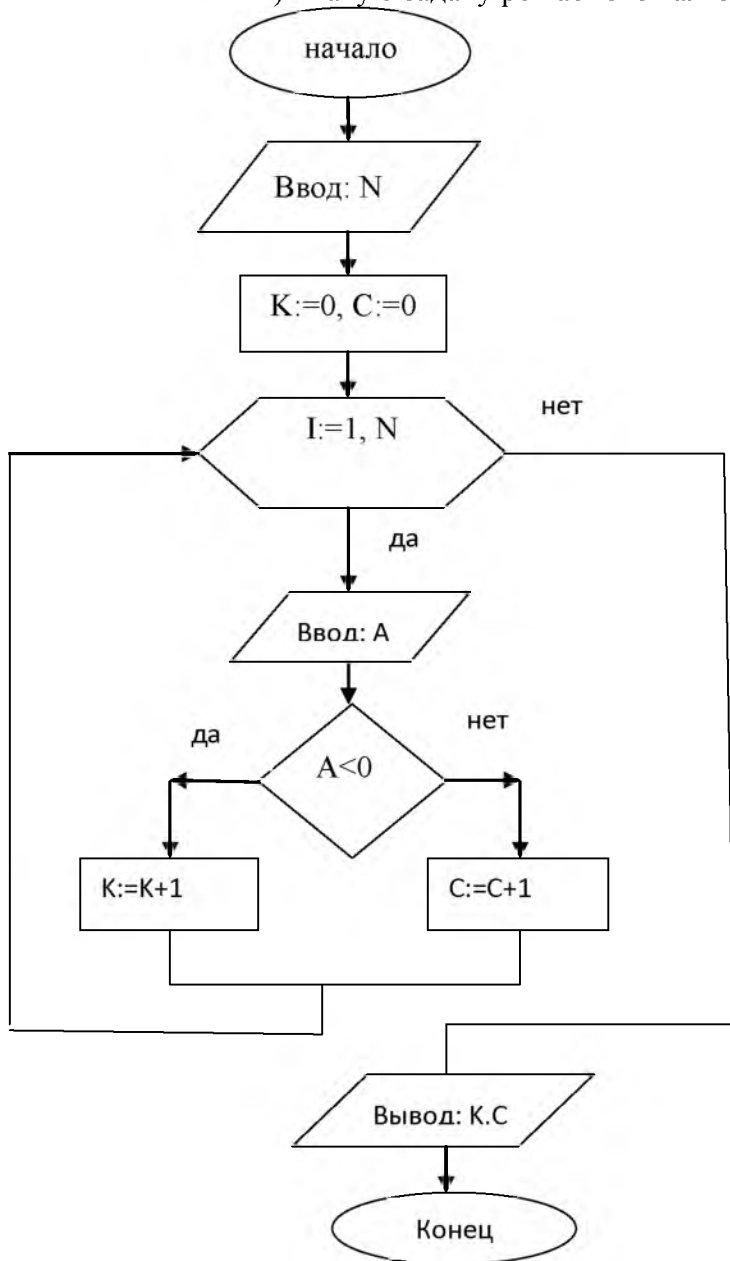 начало
Ввод: N
K:=0, C:=0
I:=1, N
нет
да
Ввод: A
да
нет
A<0
K:=K+1
C:=C+1
Вывод: K.C
Конец